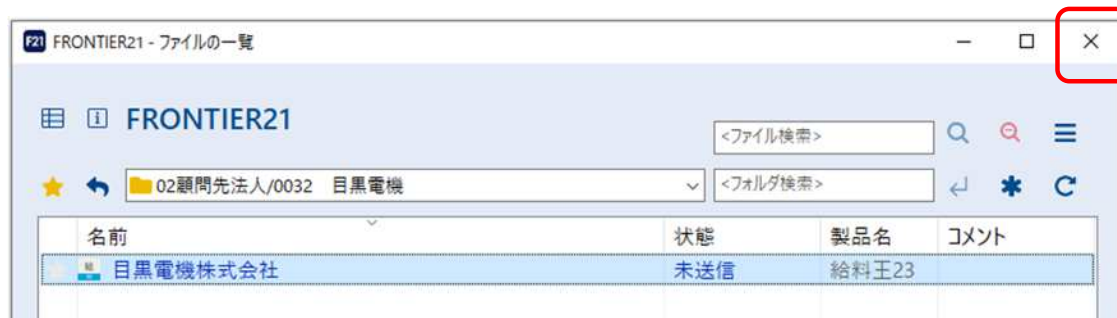 F21 FRONTIER21 - ファイルの一覧
FRONTIER21
<ファイル検索>
02顧問先法人/0032　目黒電機
<フォルダ検索>
名前 状態 製品名 コメント
目黒電機株式会社 未送信 給料王23